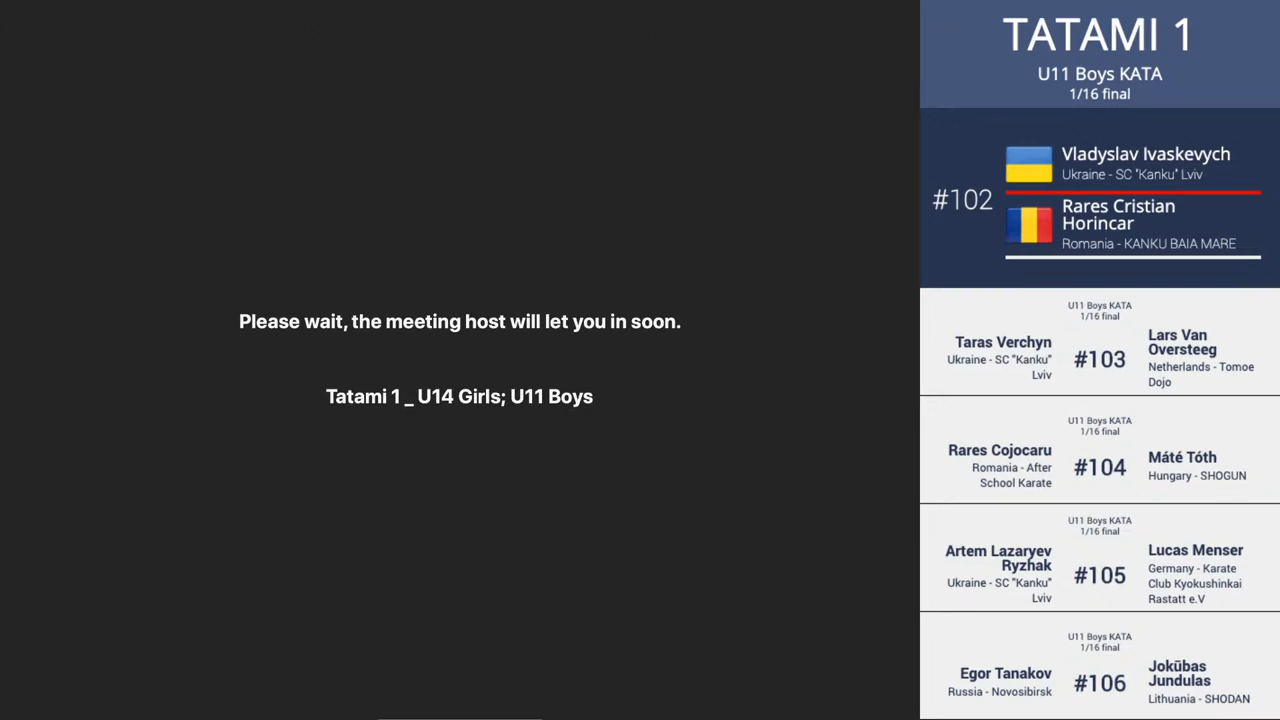 Please wait, the meeting host will let you in soon.
Tatami 1 _ U14 Girls; U11 Boys
TATAMI 1
U11 Boys KATA
1/16 final
#102
Vladyslav Ivaskevych
Ukraine - SC "Kanku" Lviv
Rares Cristian
Horincar
Romania - KANKU BAIA MARE
U11 Boys KATA
1/16 final
Taras Verchyn
Ukraine - SC "Kanku"
Lviv
#103
Lars Van
Oversteeg
Netherlands - Tomoe
Dojo
U11 Boys KATA
1/16 final
Rares Cojocaru
Romania - After
School Karate
#104
Máté Tóth
Hungary - SHOGUN
U11 Boys KATA
1/16 final
Artem Lazaryev
Ryzhak
Ukraine - SC "Kanku"
Lviv
#105
Lucas Menser
Germany - Karate
Club Kyokushinkai
Rastatt e.V
U11 Boys KATA
1/16 final
Egor Tanakov
Russia - Novosibirsk
#106
Jokūbas
Jundulas
Lithuania - SHODAN